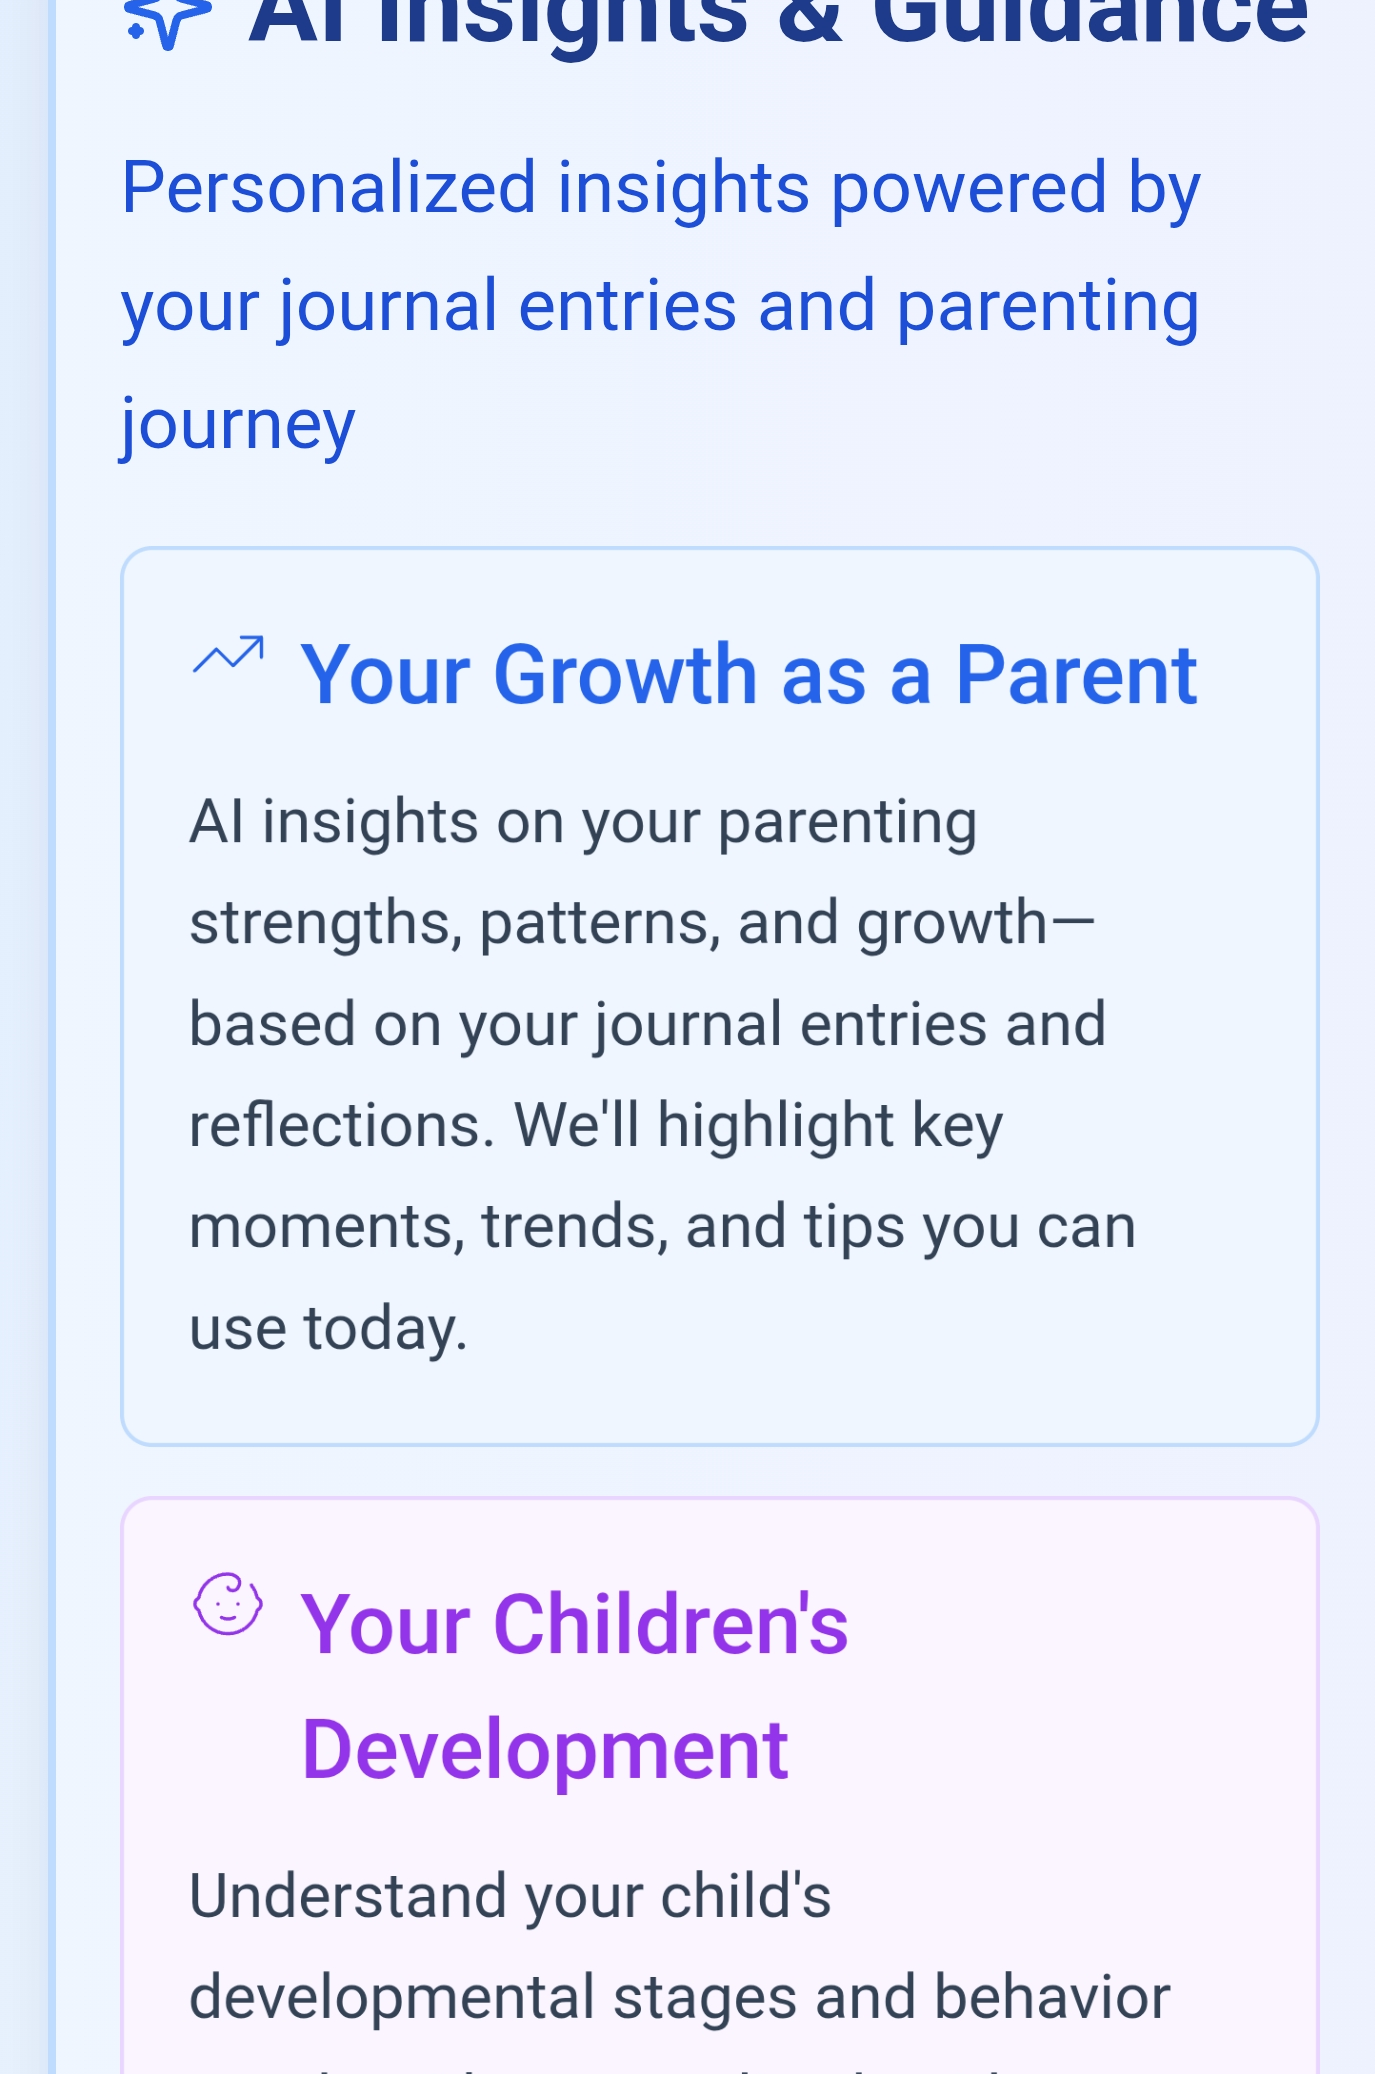 AI Insights & Guidance
Personalized insights powered by
your journal entries and parenting
journey
Your Growth as a Parent
AI insights on your parenting
strengths, patterns, and growth—
based on your journal entries and
reflections. We'll highlight key
moments, trends, and tips you can
use today.
Your Children's
Development
Understand your child's
developmental stages and behavior